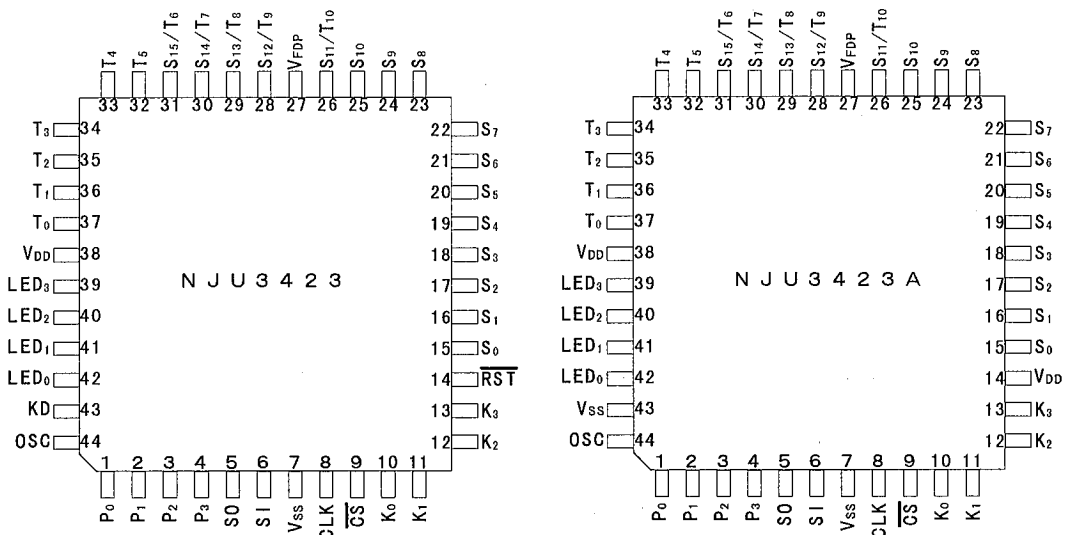 T4 T5 S15/T6 S14/T7 S13/T8 S12/T9 VFDP S11/T10 S10 S9 S8
33 32 31 30 29 28 27 26 25 24 23
T3 34
T2 35
T1 36
T0 37
VDD 38
LED3 39
LED2 40
LED1 41
LED0 42
KD 43
OSC 44
NJU3423
22 S7
21 S6
20 S5
19 S4
18 S3
17 S2
16 S1
15 S0
14 RST
13 K3
12 K2
1 2 3 4 5 6 7 8 9 10 11
P0 P1 P2 P3 SO SI VSS CLK CS K0 K1
T4 T5 S15/T6 S14/T7 S13/T8 S12/T9 VFDP S11/T10 S10 S9 S8
33 32 31 30 29 28 27 26 25 24 23
T3 34
T2 35
T1 36
T0 37
VDD 38
LED3 39
LED2 40
LED1 41
LED0 42
VSS 43
OSC 44
NJU3423A
22 S7
21 S6
20 S5
19 S4
18 S3
17 S2
16 S1
15 S0
14 VDD
13 K3
12 K2
1 2 3 4 5 6 7 8 9 10 11
P0 P1 P2 P3 SO SI VSS CLK CS K0 K1